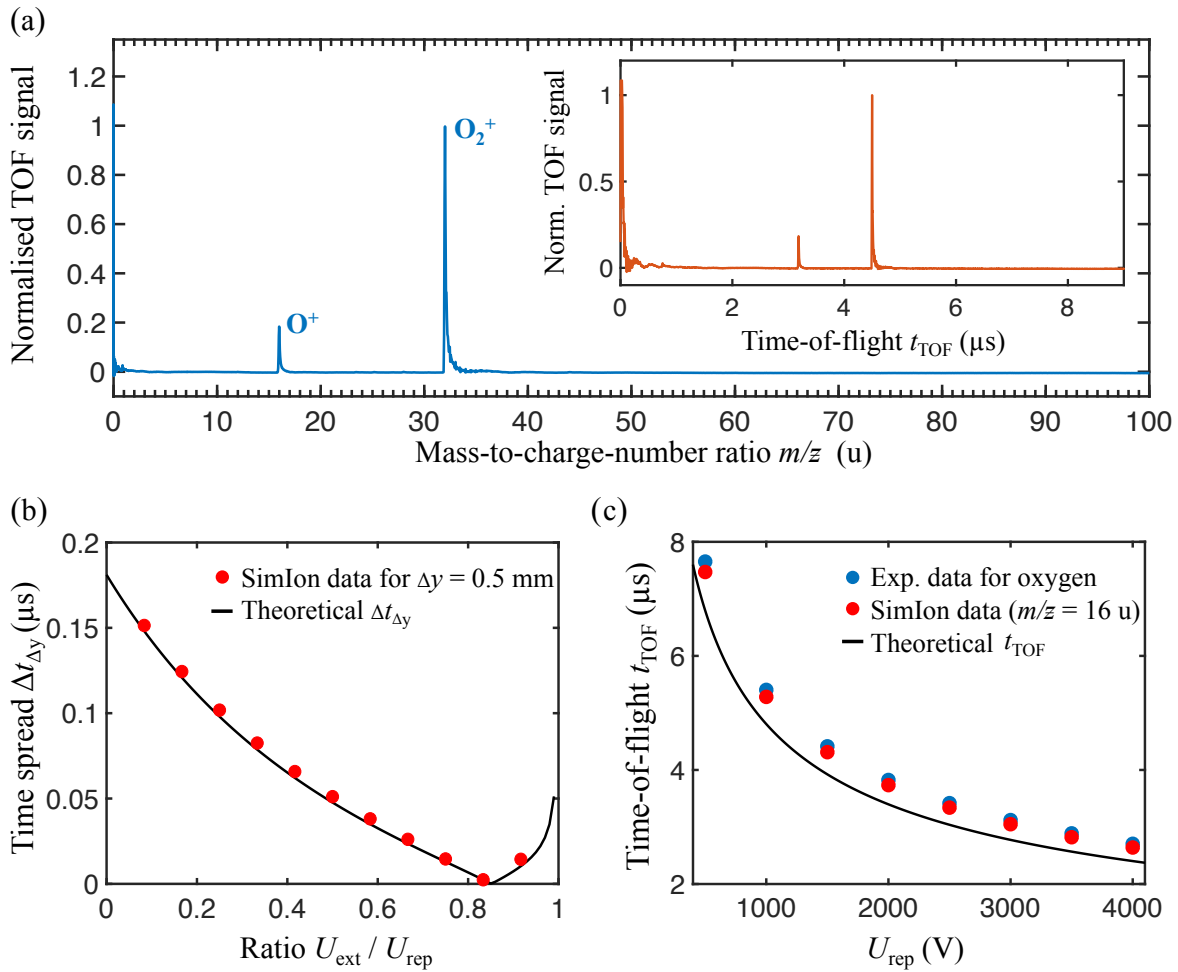 (a)
Normalised TOF signal
1.2
1
0.8
0.6
0.4
0.2
0
O⁺
O₂⁺
0 10 20 30 40 50 60 70 80 90 100
Mass-to-charge-number ratio m/z (u)
Norm. TOF signal
1
0.5
0
0 2 4 6 8
Time-of-flight t_TOF (µs)
(b)
Time spread Δt_Δy (µs)
0.2
0.15
0.1
0.05
0
SimIon data for Δy = 0.5 mm
Theoretical Δt_Δy
0 0.2 0.4 0.6 0.8 1
Ratio U_ext / U_rep
(c)
Time-of-flight t_TOF (µs)
8
6
4
2
Exp. data for oxygen
SimIon data (m/z = 16 u)
Theoretical t_TOF
1000 2000 3000 4000
U_rep (V)